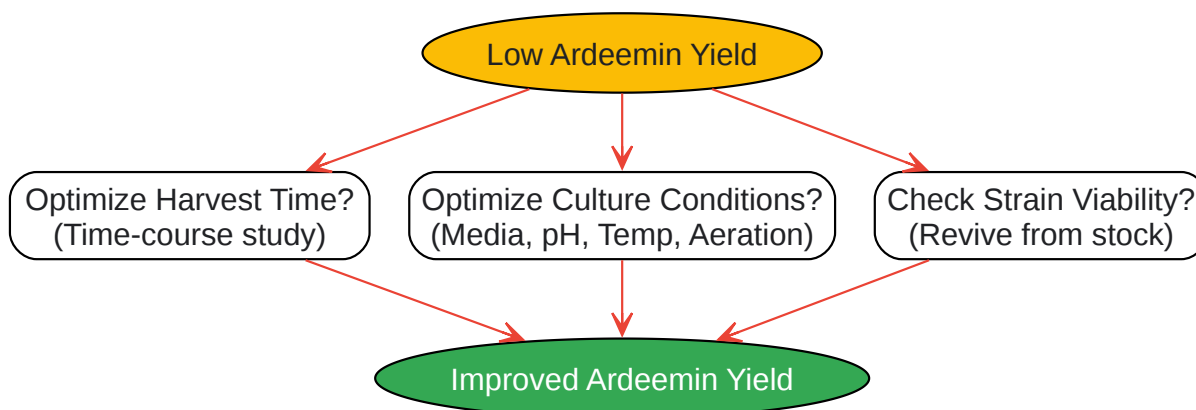 Low Ardeemin Yield
Optimize Harvest Time?
(Time-course study)
Optimize Culture Conditions?
(Media, pH, Temp, Aeration)
Check Strain Viability?
(Revive from stock)
Improved Ardeemin Yield